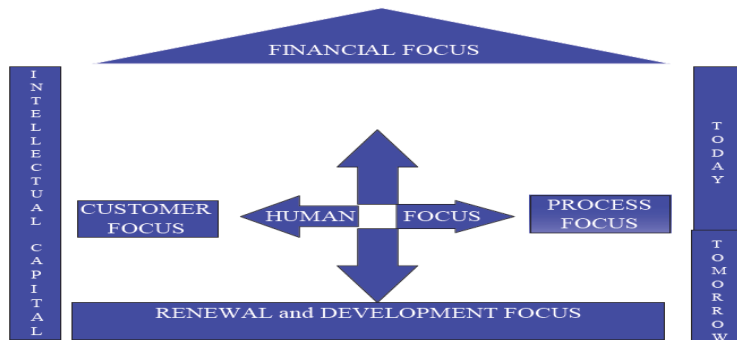 FINANCIAL FOCUS
INTELLECTUAL CAPITAL
TODAY
CUSTOMER
FOCUS
HUMAN FOCUS
PROCESS
FOCUS
TOMORROW
RENEWAL and DEVELOPMENT FOCUS